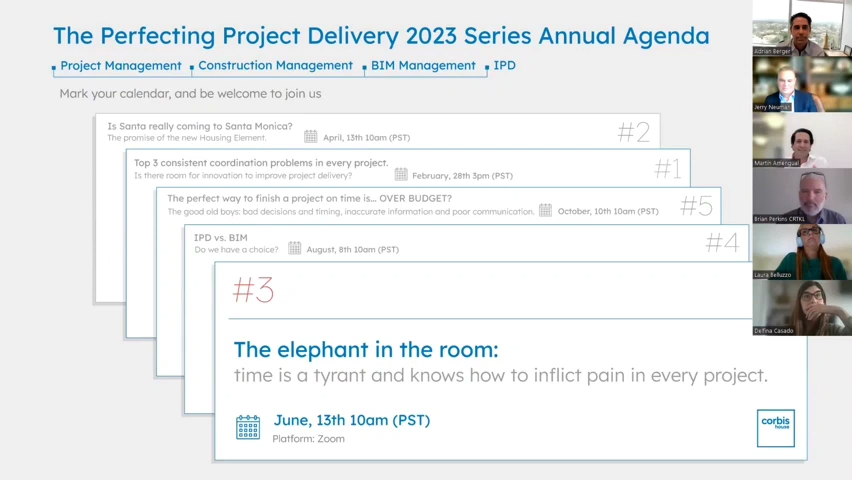 The Perfecting Project Delivery 2023 Series Annual Agenda
Project Management
Construction Management
BIM Management
IPD
Mark your calendar, and be welcome to join us
Is Santa really coming to Santa Monica?
The promise of the new Housing Element.
April, 13th 10am (PST)
#2
Top 3 consistent coordination problems in every project.
Is there room for innovation to improve project delivery?
February, 28th 3pm (PST)
#1
The perfect way to finish a project on time is... OVER BUDGET?
The good old boys: bad decisions and timing, inaccurate information and poor communication.
October, 10th 10am (PST)
#5
IPD vs. BIM
Do we have a choice?
August, 8th 10am (PST)
#4
#3
The elephant in the room:
time is a tyrant and knows how to inflict pain in every project.
June, 13th 10am (PST)
Platform: Zoom
corbis
house
Adrian Berger
Jerry Neuman
Martin Amengual
Brian Perkins CRTKL
Laura Belluzzo
Delfina Casado